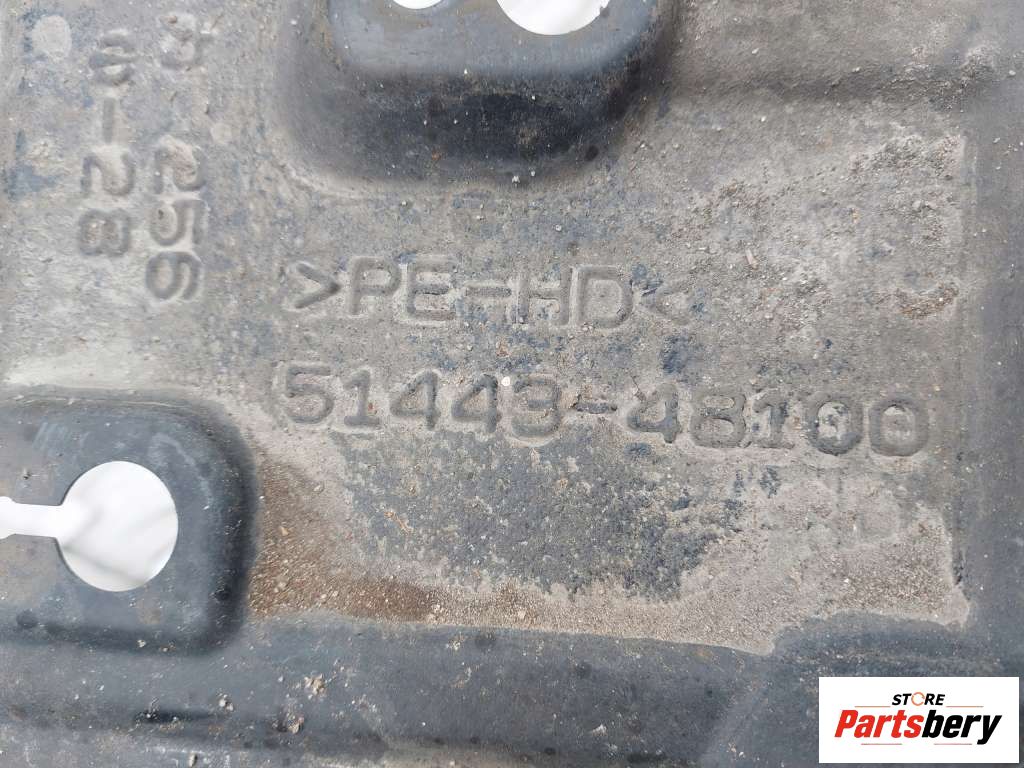 >PE-HD<
51443-48100
STORE
Partsbery